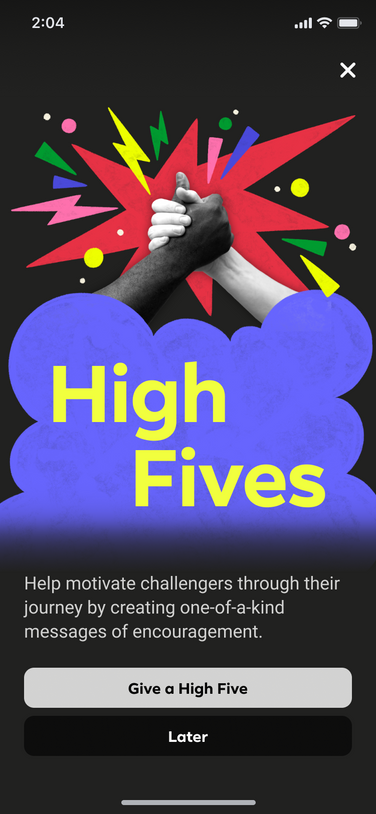 2:04
High
Fives
Help motivate challengers through their
journey by creating one-of-a-kind
messages of encouragement.
Give a High Five
Later